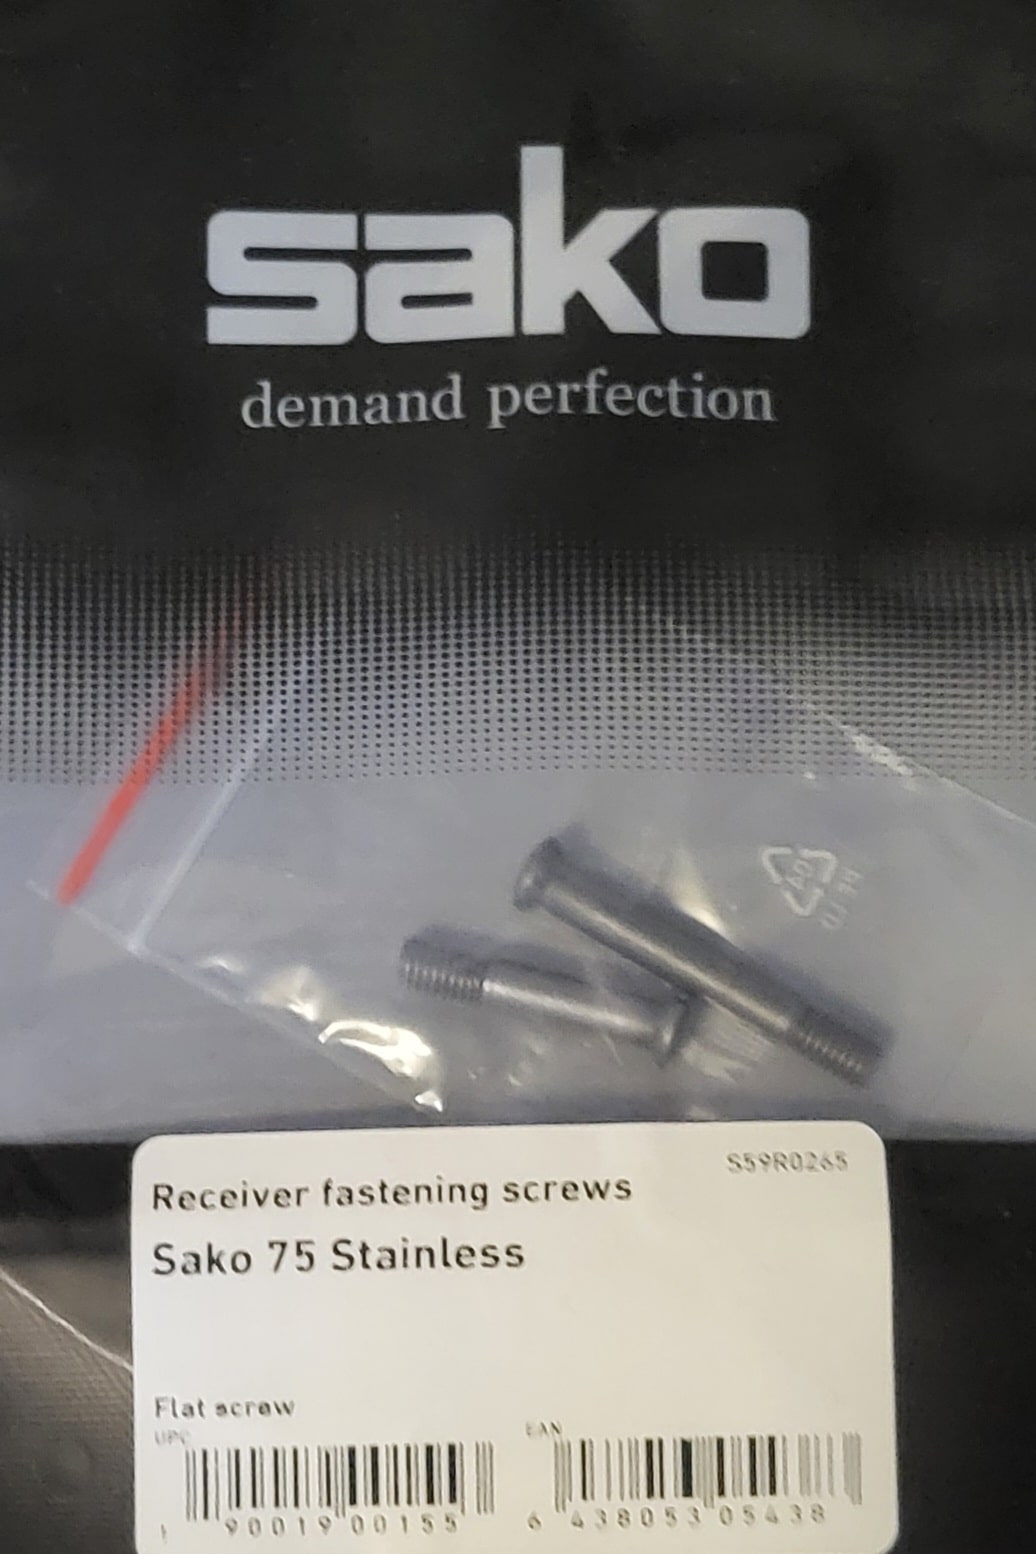 sako
demand perfection
04
S59R0265
Receiver fastening screws
Sako 75 Stainless
Flat screw
UPC
EAN
1 90019 00155
6 438053 05438